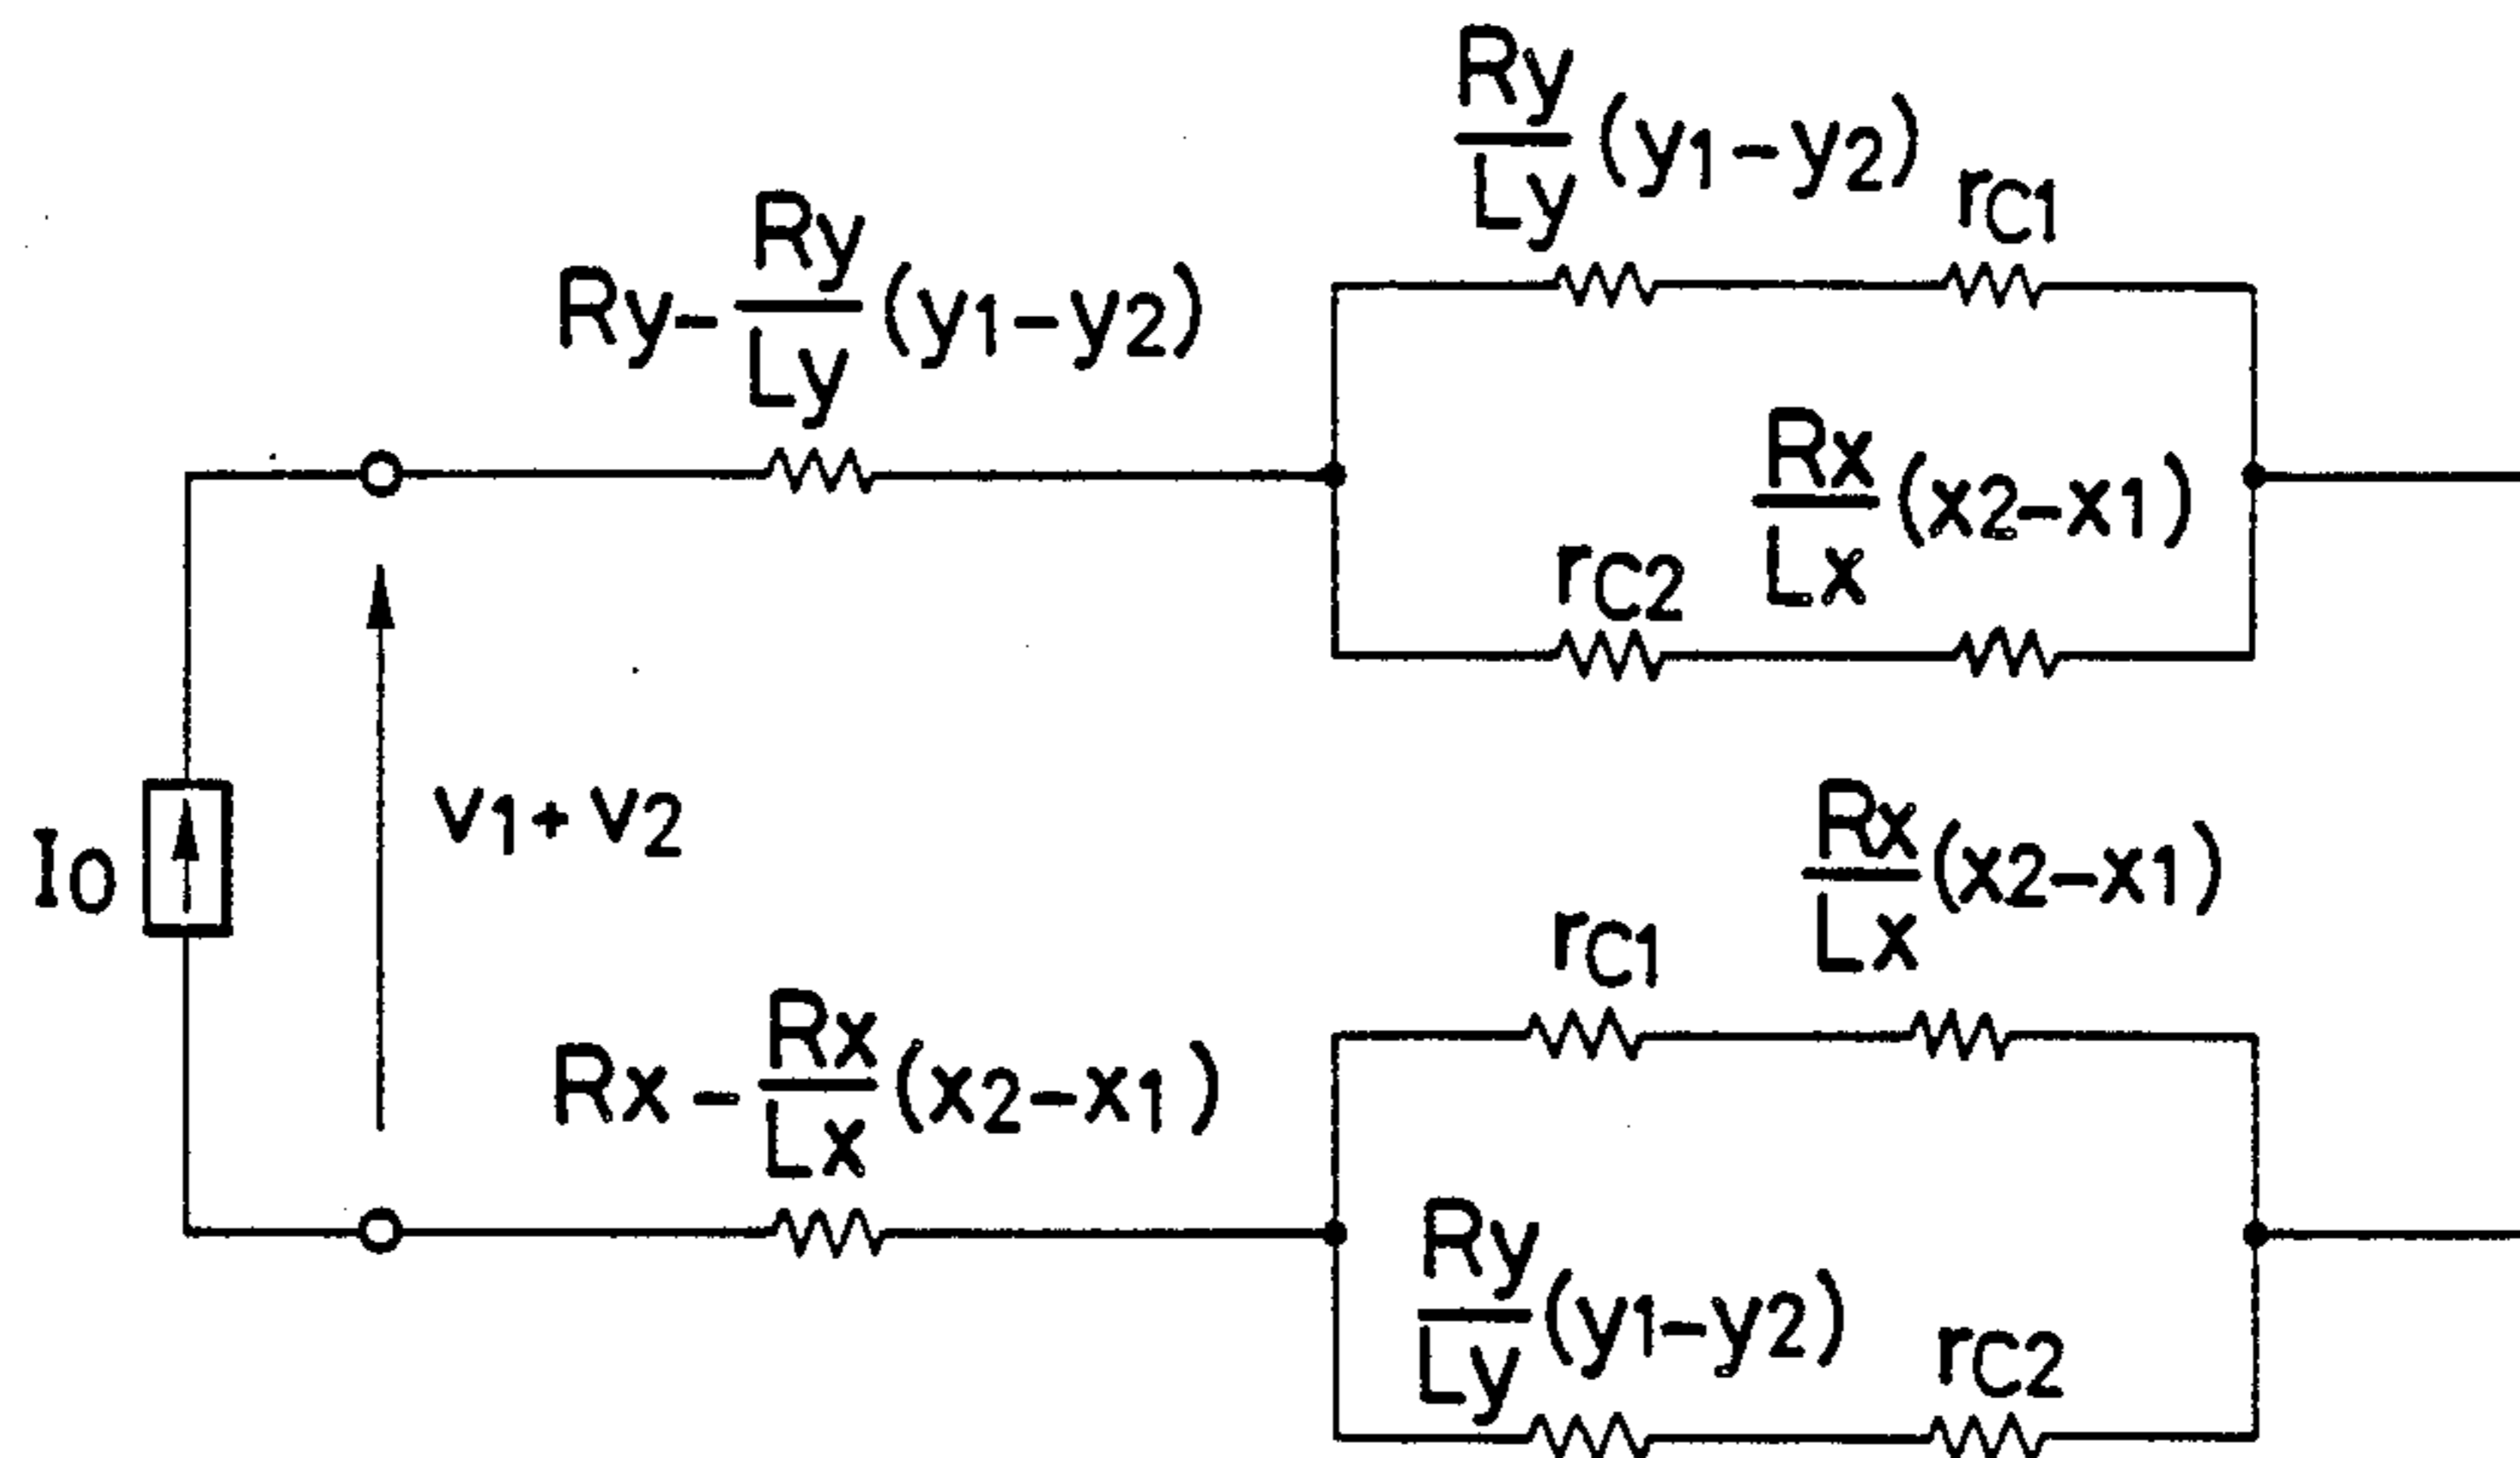 Ry/Ly (y1-y2) rC1
Ry - Ry/Ly (y1-y2)
rC2 Rx/Lx (x2-x1)
I0 v1+v2
rC1 Rx/Lx (x2-x1)
Rx - Rx/Lx (x2-x1)
Ry/Ly (y1-y2) rC2